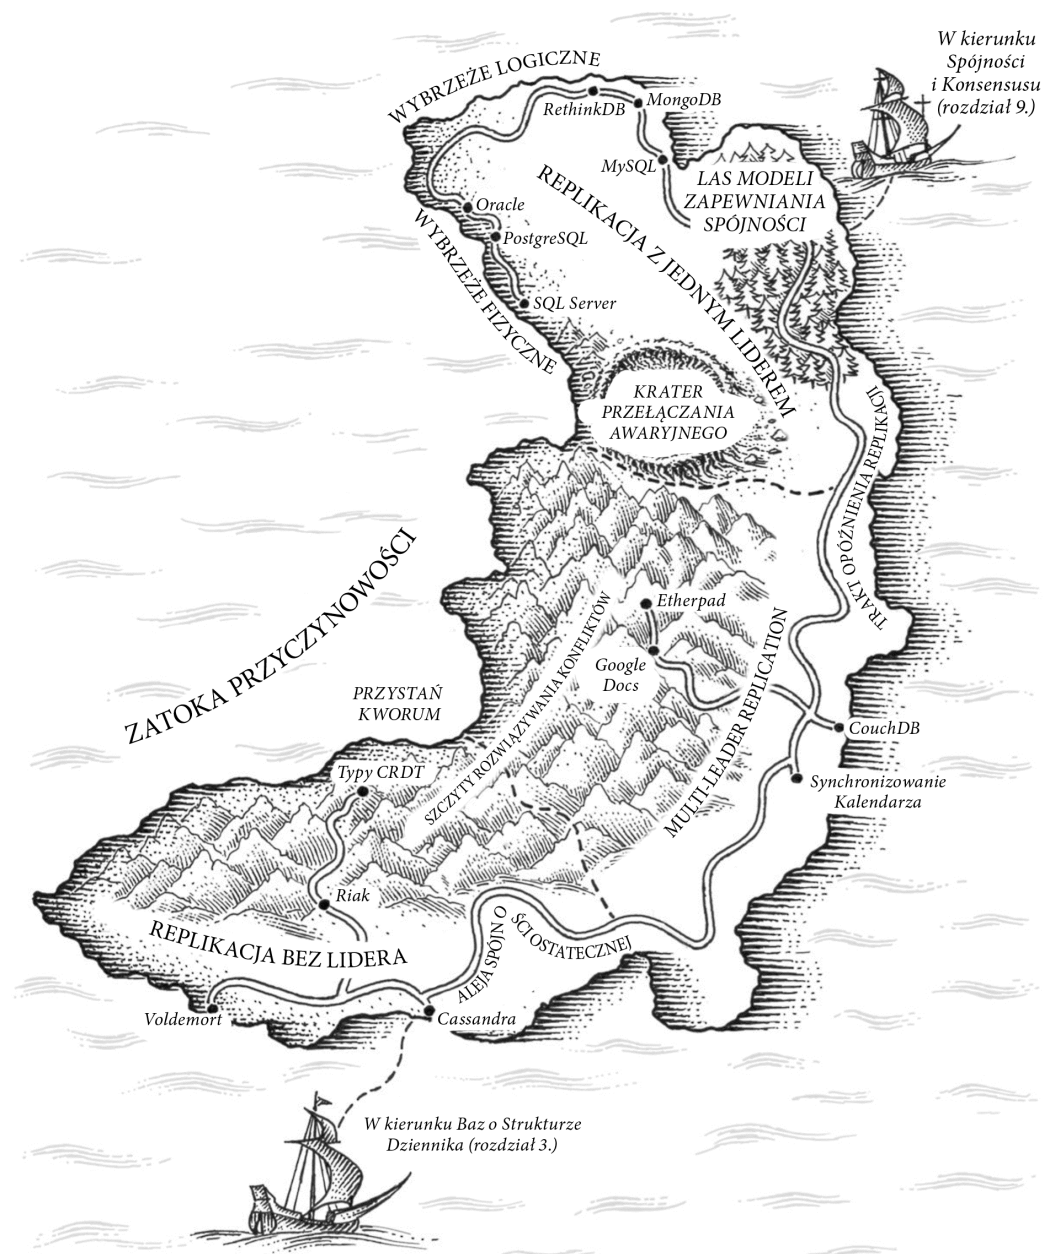 W kierunku
Spójności
i Konsensusu
(rozdział 9.)
WYBRZEŻE LOGICZNE
RethinkDB
MongoDB
MySQL
LAS MODELI
ZAPEWNIANIA
SPÓJNOŚCI
REPLIKACJA Z JEDNYM LIDEREM
Oracle
PostgreSQL
WYBRZEŻE FIZYCZNE
SQL Server
KRATER
PRZEŁĄCZANIA
AWARYJNEGO
TRAKT OPÓŹNIENIA REPLIKACJI
ZATOKA PRZYCZYNOWOŚCI
Etherpad
Google
Docs
SZCZYTY ROZWIĄZYWANIA KONFLIKTÓW
MULTI-LEADER REPLICATION
PRZYSTAŃ
KWORUM
CouchDB
Typy CRDT
Synchronizowanie
Kalendarza
Riak
REPLIKACJA BEZ LIDERA
ALEJA SPÓJN O
ŚCI OSTATECZNEJ
Voldemort
Cassandra
W kierunku Baz o Strukturze
Dziennika (rozdział 3.)